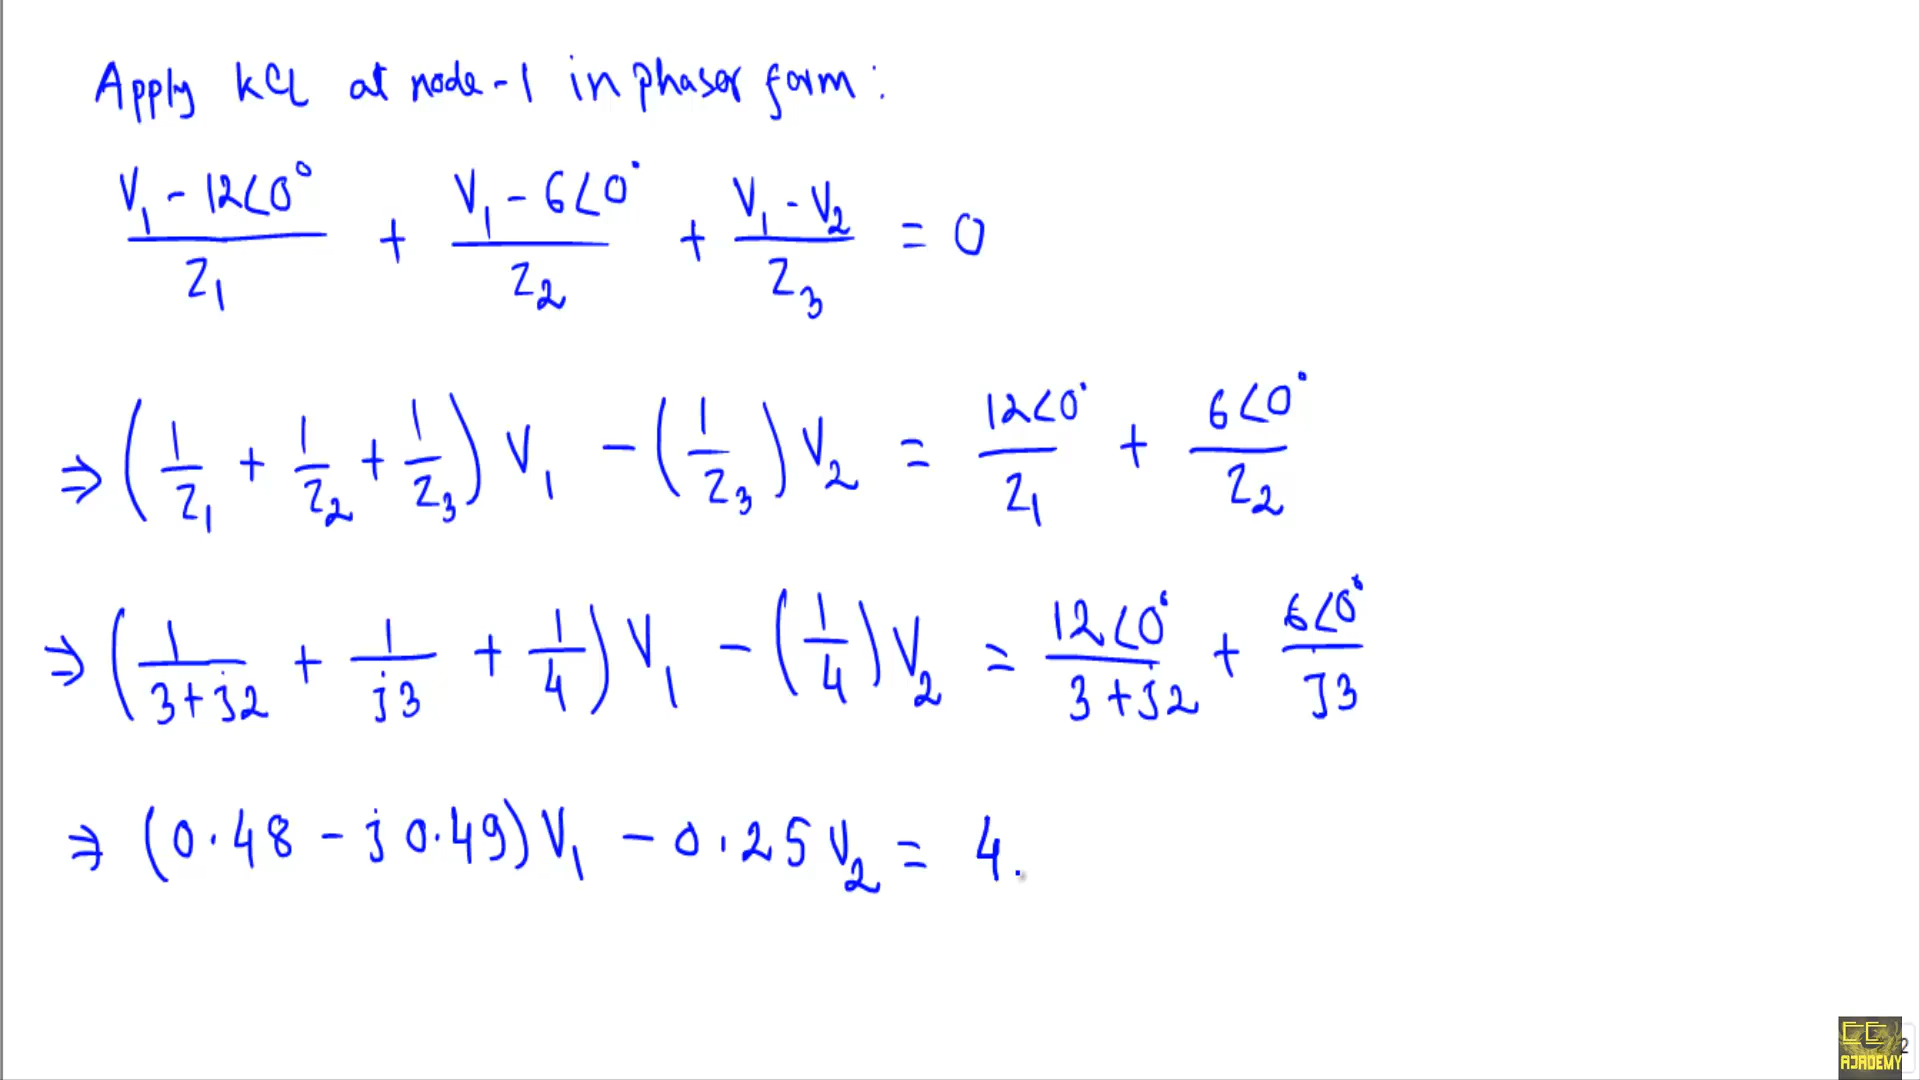 Apply KCL at node-1 in phasor form:
(V₁ - 12∠0°)/Z₁ + (V₁ - 6∠0°)/Z₂ + (V₁ - V₂)/Z₃ = 0
⇒ (1/Z₁ + 1/Z₂ + 1/Z₃) V₁ - (1/Z₃) V₂ = 12∠0°/Z₁ + 6∠0°/Z₂
⇒ (1/(3+j2) + 1/j3 + 1/4) V₁ - (1/4) V₂ = 12∠0°/(3+j2) + 6∠0°/j3
⇒ (0.48 - j0.49) V₁ - 0.25 V₂ = 4.
EE
AJADEMY
2